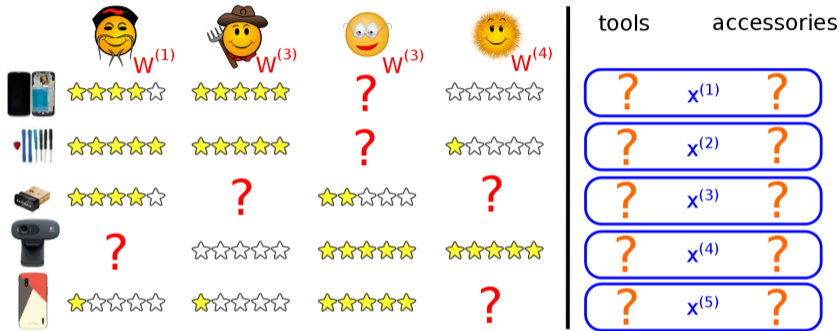 tools accessories
W(1) W(3) W(3) W(4)
? ? x(1) ?
? ? x(2) ?
? ? ? x(3) ?
? ? x(4) ?
? ? x(5) ?